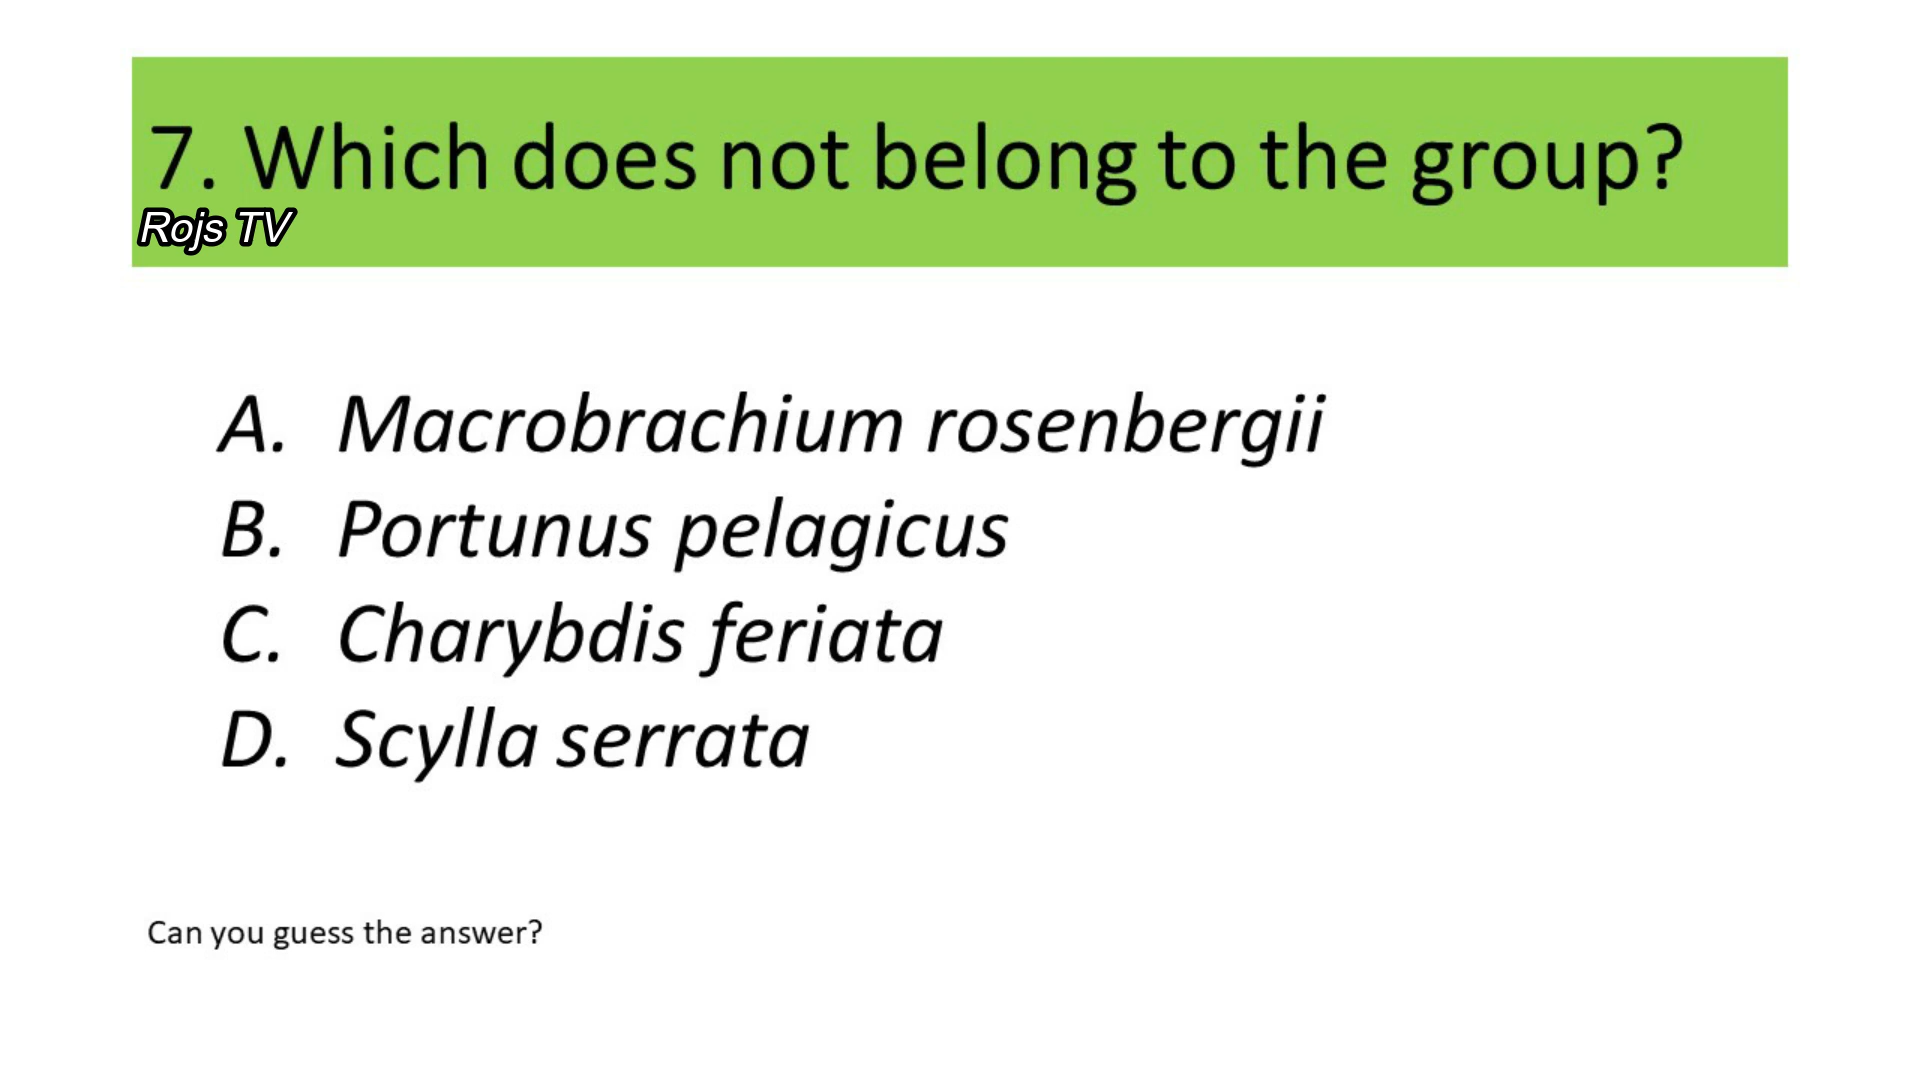 7. Which does not belong to the group?
Rojs TV
A. Macrobrachium rosenbergii
B. Portunus pelagicus
C. Charybdis feriata
D. Scylla serrata
Can you guess the answer?